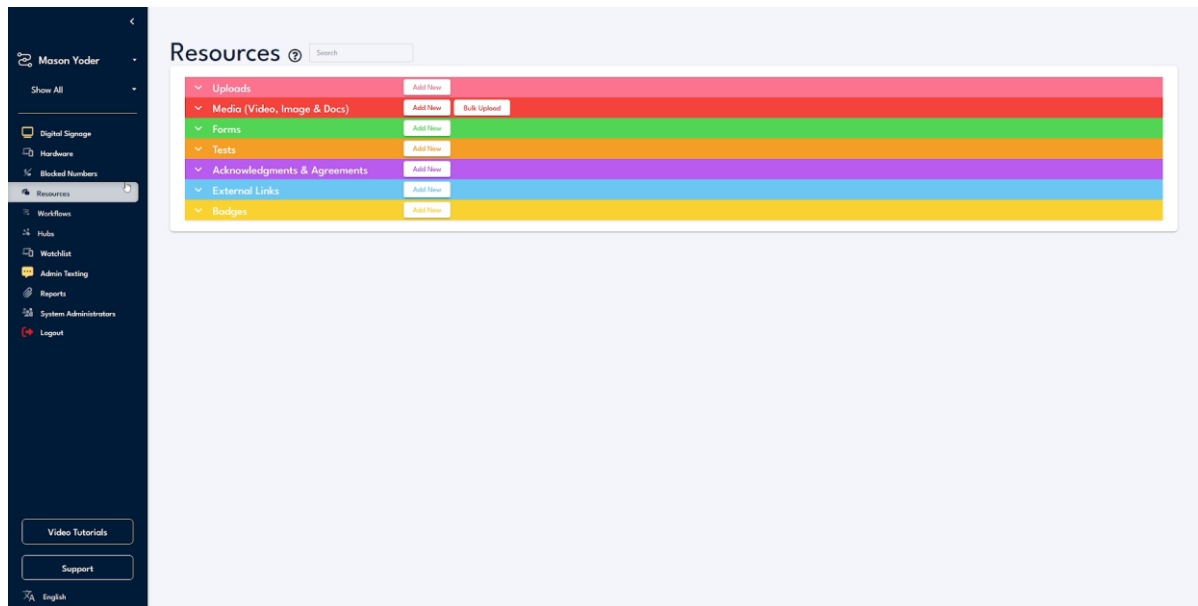 Mason Yoder
Show All
Digital Signage
Hardware
Blocked Numbers
Resources
Workflows
Hubs
Watchlist
Admin Testing
Reports
System Administrators
Logout
Video Tutorials
Support
English
Resources
Search
Uploads Add New
Media (Video, Image & Docs) Add New Bulk Upload
Forms Add New
Tests Add New
Acknowledgments & Agreements Add New
External Links Add New
Badges Add New